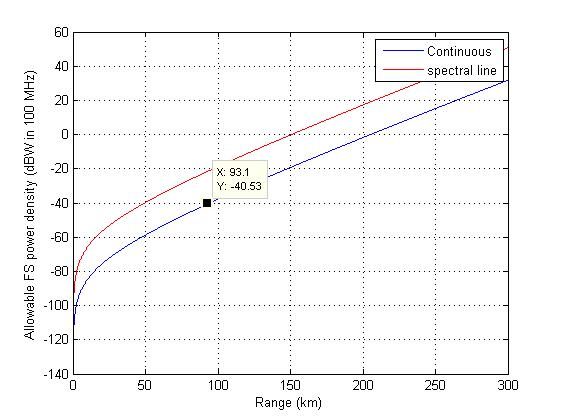 60
40
20
0
-20
-40
-60
-80
-100
-120
-140
Allowable FS power density (dBW in 100 MHz)
Continuous
spectral line
X: 93.1
Y: -40.53
0 50 100 150 200 250 300
Range (km)